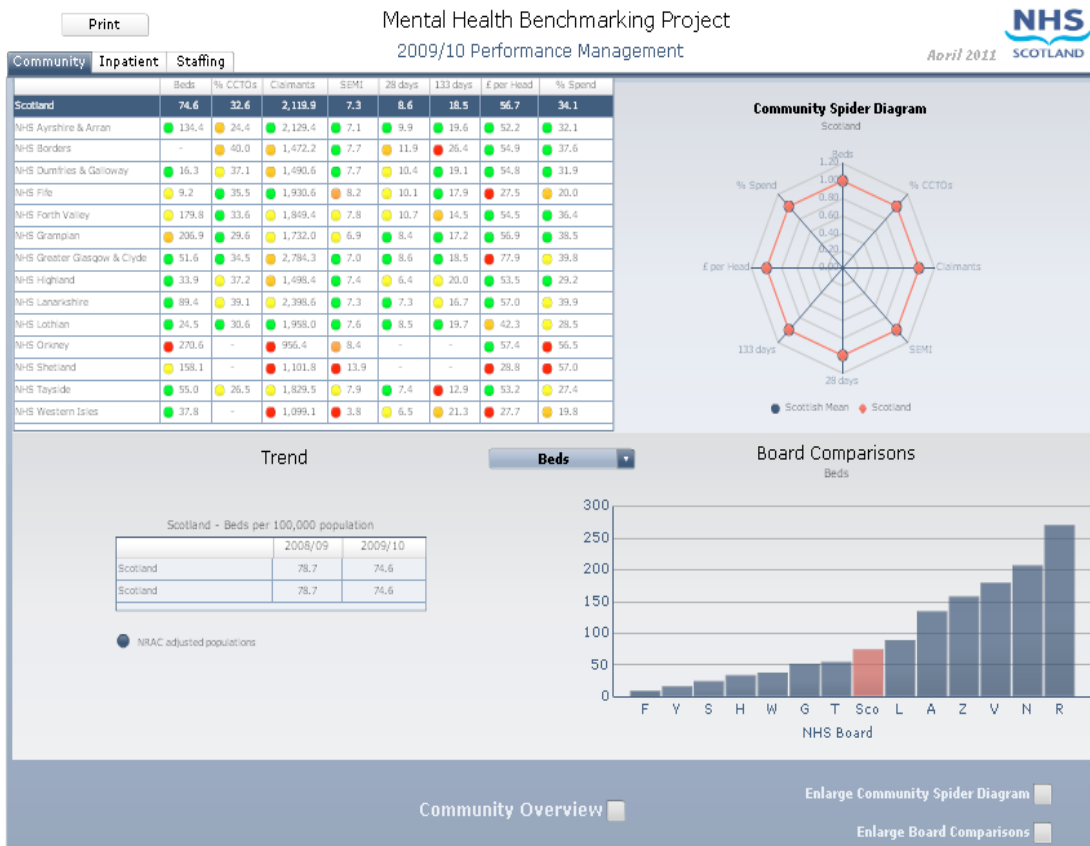 Print
Mental Health Benchmarking Project
2009/10 Performance Management
April 2011
NHS
SCOTLAND
Community Inpatient Staffing
Beds % CCTOs Claimants SEMI 28 days 133 days £ per Head % Spend
Scotland 74.6 32.6 2,119.9 7.3 8.6 18.5 56.7 34.1
NHS Ayrshire & Arran 134.4 24.4 2,129.4 7.1 9.9 19.6 52.2 32.1
NHS Borders - 40.0 1,472.2 7.7 11.9 26.4 54.9 37.6
NHS Dumfries & Galloway 16.3 37.1 1,490.6 7.7 10.4 19.1 54.8 31.9
NHS Fife 9.2 35.5 1,930.6 8.2 10.1 17.9 27.5 20.0
NHS Forth Valley 179.8 33.6 1,849.4 7.8 10.7 14.5 54.5 36.4
NHS Grampian 206.9 29.6 1,732.0 6.9 8.4 17.2 56.9 38.5
NHS Greater Glasgow & Clyde 51.6 34.5 2,784.3 7.0 8.6 18.5 77.9 39.8
NHS Highland 33.9 37.2 1,498.4 7.4 6.4 20.0 53.5 29.2
NHS Lanarkshire 89.4 39.1 2,398.6 7.3 7.3 16.7 57.0 39.9
NHS Lothian 24.5 30.6 1,958.0 7.6 8.5 19.7 42.3 28.5
NHS Orkney 270.6 - 956.4 8.4 - - 57.4 56.5
NHS Shetland 158.1 - 1,101.8 13.9 - - 28.8 57.0
NHS Tayside 55.0 26.5 1,829.5 7.9 7.4 12.9 53.2 27.4
NHS Western Isles 37.8 - 1,099.1 3.8 6.5 21.3 27.7 19.8
Community Spider Diagram
Scotland
Beds
1.20
1.00
0.80
0.60
0.40
0.20
0.00
% CCTOs
Claimants
SEMI
28 days
133 days
£ per Head
% Spend
Scottish Mean Scotland
Trend
Beds
Board Comparisons
Beds
Scotland - Beds per 100,000 population
2008/09 2009/10
Scotland 78.7 74.6
Scotland 78.7 74.6
NRAC adjusted populations
300
250
200
150
100
50
0
F Y S H W G T Sco L A Z V N R
NHS Board
Community Overview
Enlarge Community Spider Diagram
Enlarge Board Comparisons